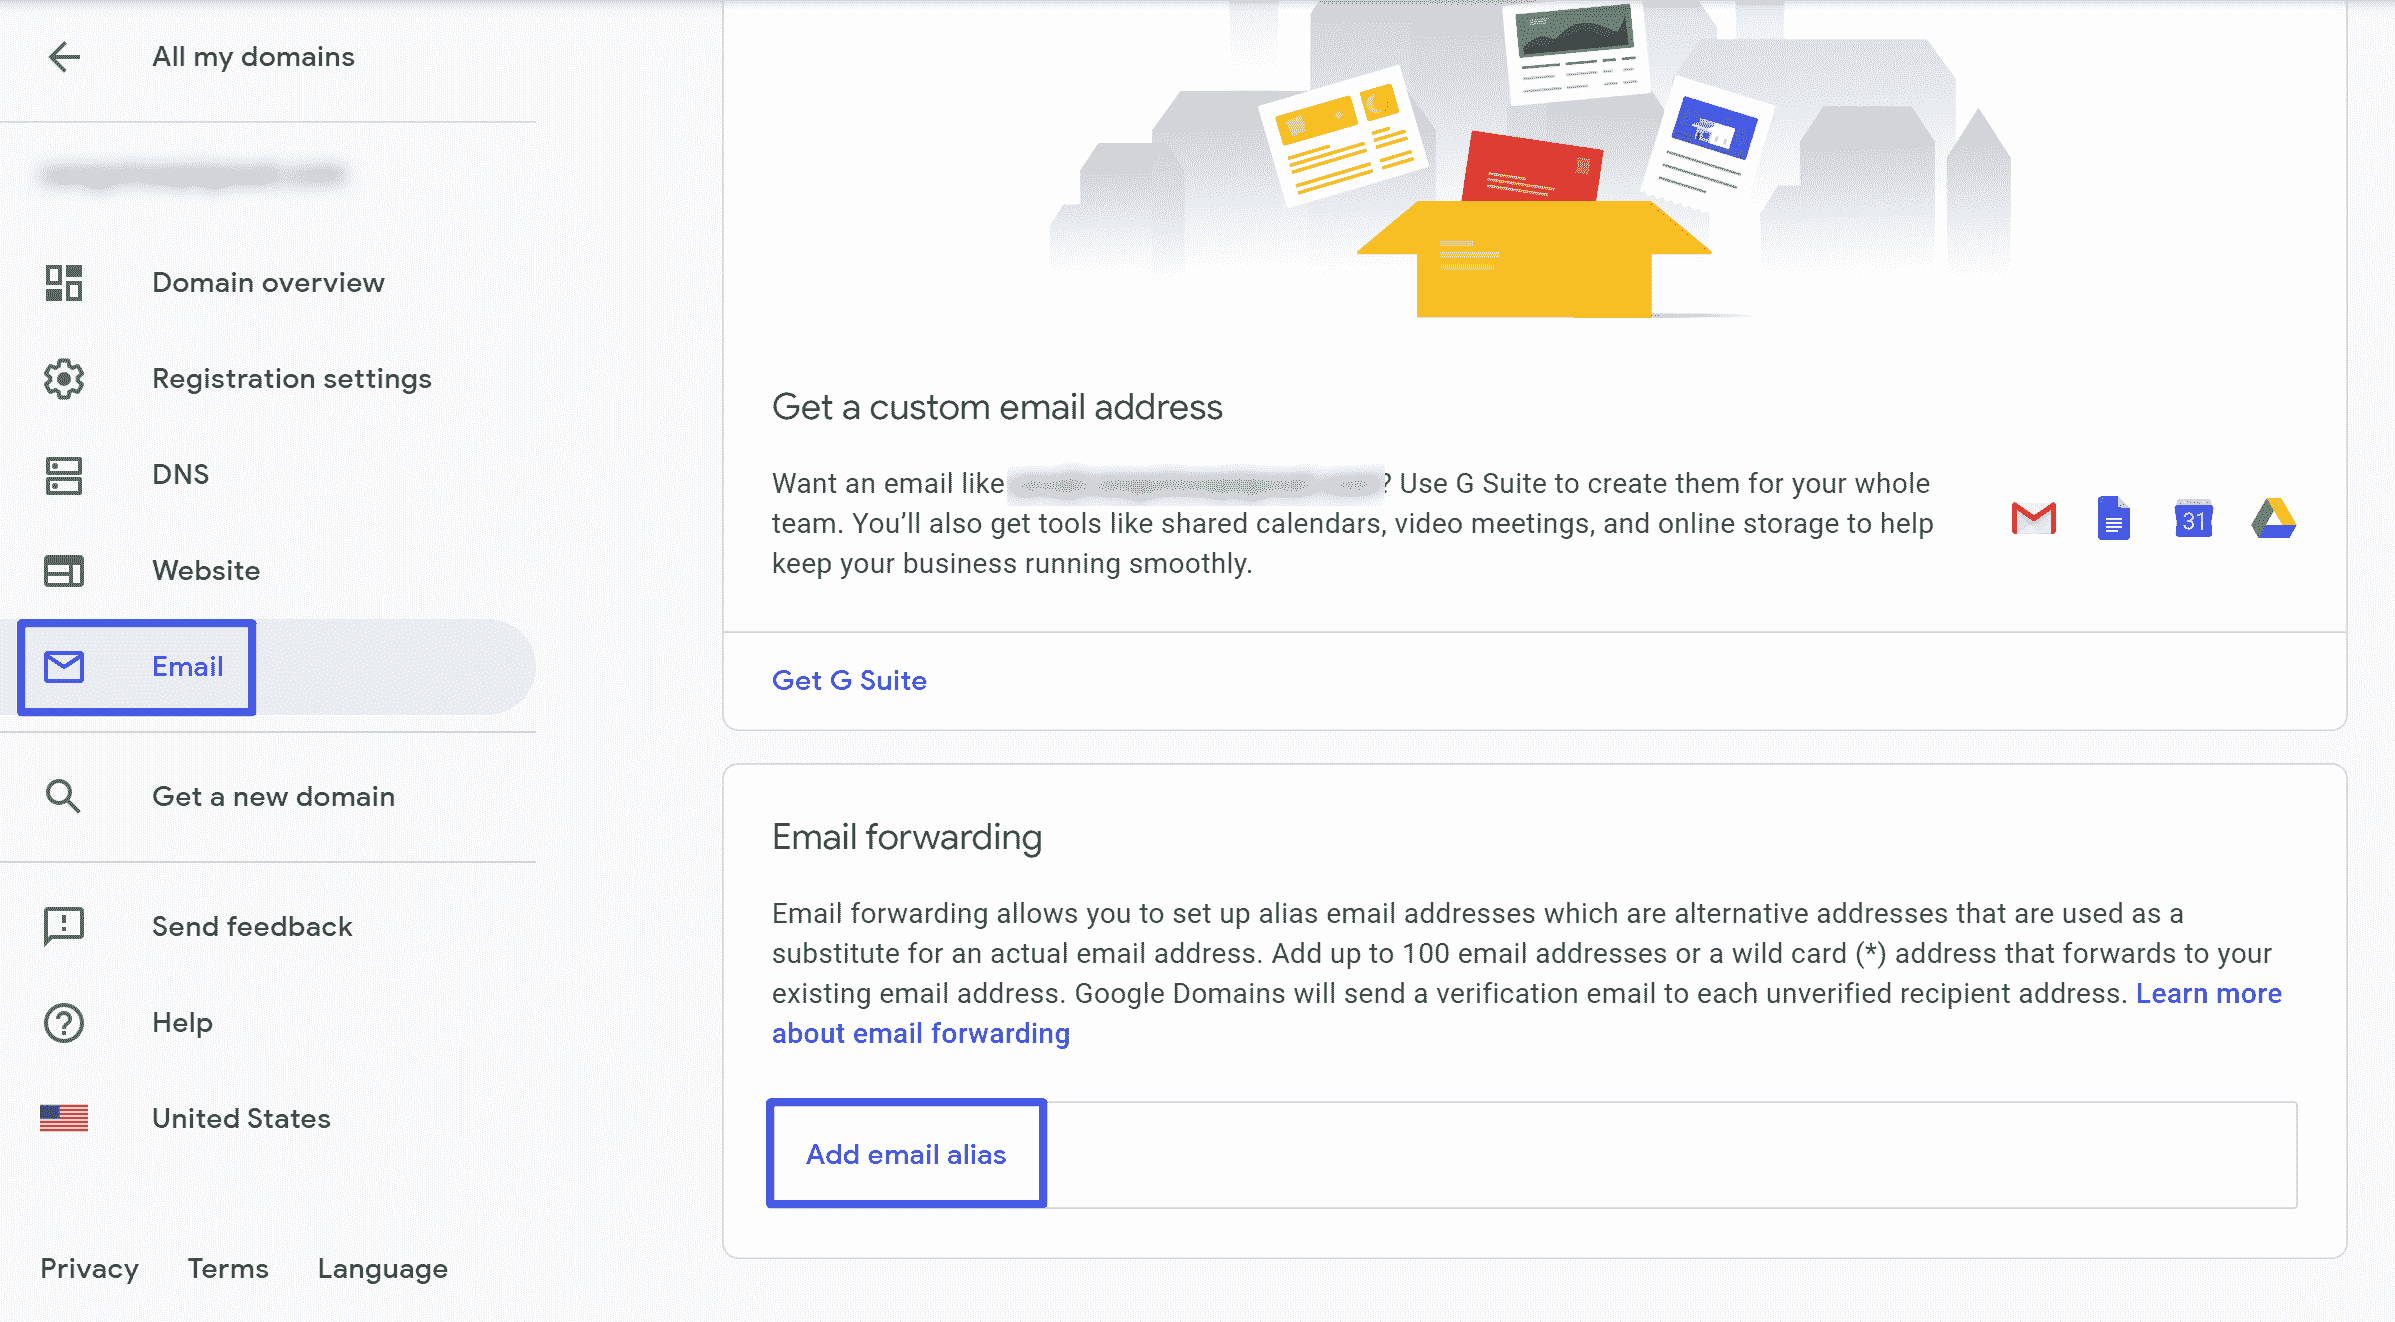 All my domains
Domain overview
Registration settings
DNS
Website
Email
Get a new domain
Send feedback
Help
United States
Privacy Terms Language
Get a custom email address
Want an email like ? Use G Suite to create them for your whole
team. You’ll also get tools like shared calendars, video meetings, and online storage to help
keep your business running smoothly.
31
Get G Suite
Email forwarding
Email forwarding allows you to set up alias email addresses which are alternative addresses that are used as a
substitute for an actual email address. Add up to 100 email addresses or a wild card (*) address that forwards to your
existing email address. Google Domains will send a verification email to each unverified recipient address. Learn more
about email forwarding
Add email alias